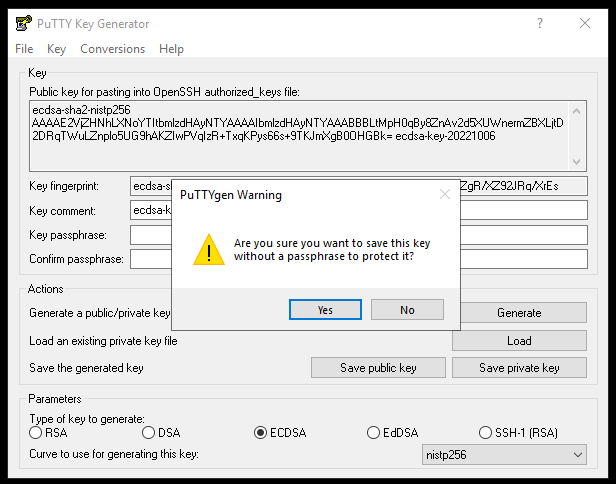 PuTTY Key Generator
File Key Conversions Help
Key
Public key for pasting into OpenSSH authorized_keys file:
ecdsa-sha2-nistp256
AAAAE2VjZHNhLXNoYTItbmlzdHAyNTYAAAAIbmlzdHAyNTYAAABBBLtMpH0qBy8ZnAv2d5XUWnermZBXLjtD
2DRqTWuLZnpIo5UG9hAKZIwPVqIzR+TxqKPys66s+9TKJmXgB0OHGBk= ecdsa-key-20221006
Key fingerprint: ecdsa-s ZgR/XZ92JRq/XrEs
Key comment: ecdsa-k
Key passphrase:
Confirm passphrase:
PuTTYgen Warning
Are you sure you want to save this key
without a passphrase to protect it?
Yes No
Actions
Generate a public/private key Generate
Load an existing private key file Load
Save the generated key Save public key Save private key
Parameters
Type of key to generate:
RSA DSA ECDSA EdDSA SSH-1 (RSA)
Curve to use for generating this key: nistp256